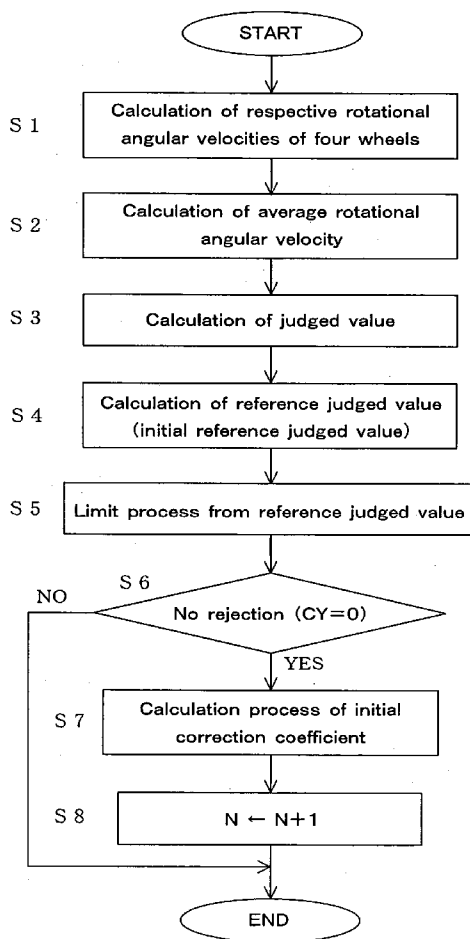 START
S 1
Calculation of respective rotational
angular velocities of four wheels
S 2
Calculation of average rotational
angular velocity
S 3
Calculation of judged value
S 4
Calculation of reference judged value
(initial reference judged value)
S 5
Limit process from reference judged value
S 6
NO
No rejection (CY=0)
YES
S 7
Calculation process of initial
correction coefficient
S 8
N ← N+1
END